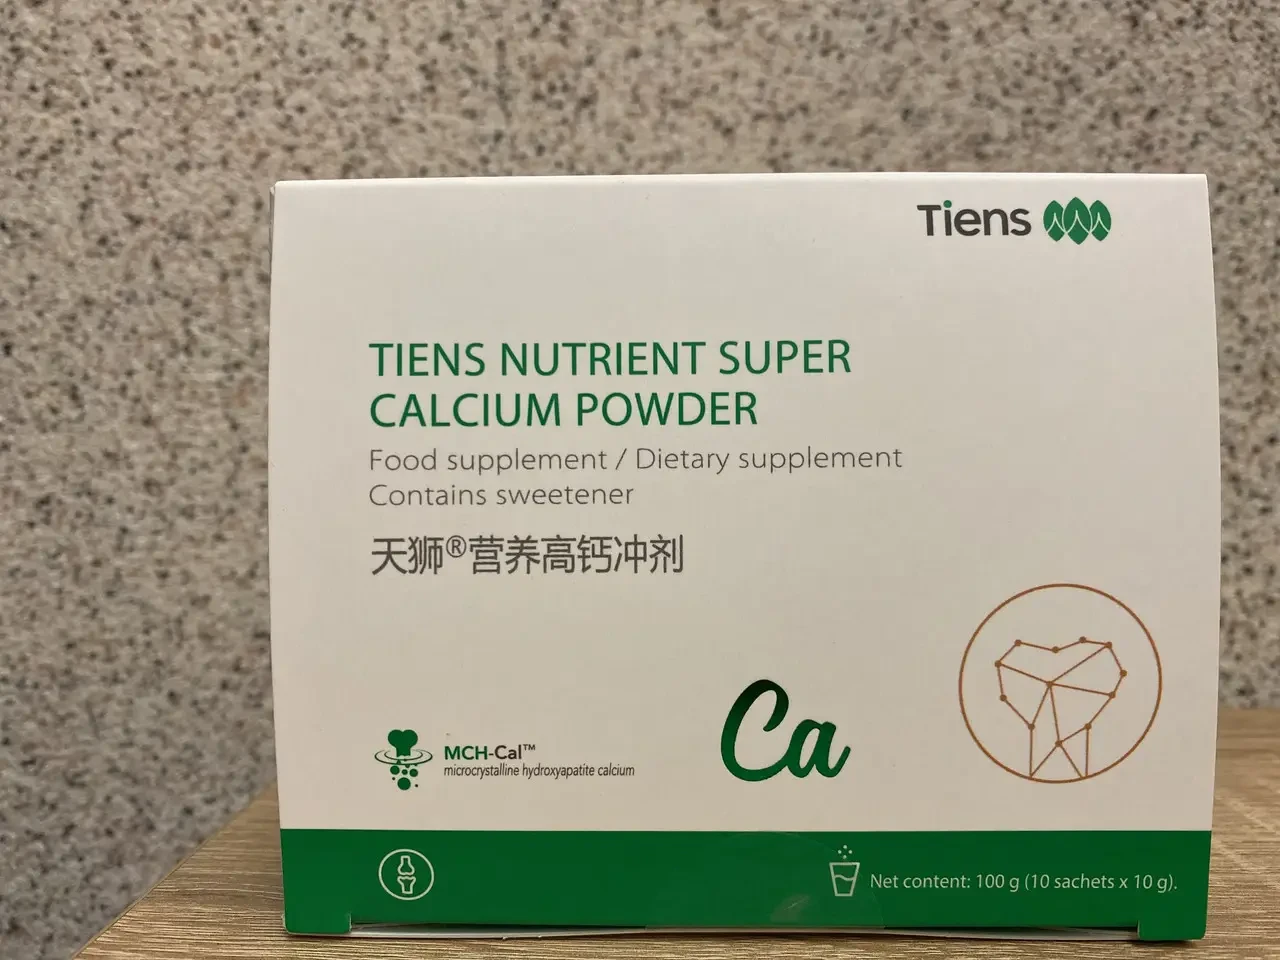 Tiens
TIENS NUTRIENT SUPER
CALCIUM POWDER
Food supplement / Dietary supplement
Contains sweetener
天狮®营养高钙冲剂
Ca
MCH-Cal™
microcrystalline hydroxyapatite calcium
Net content: 100 g (10 sachets x 10 g).